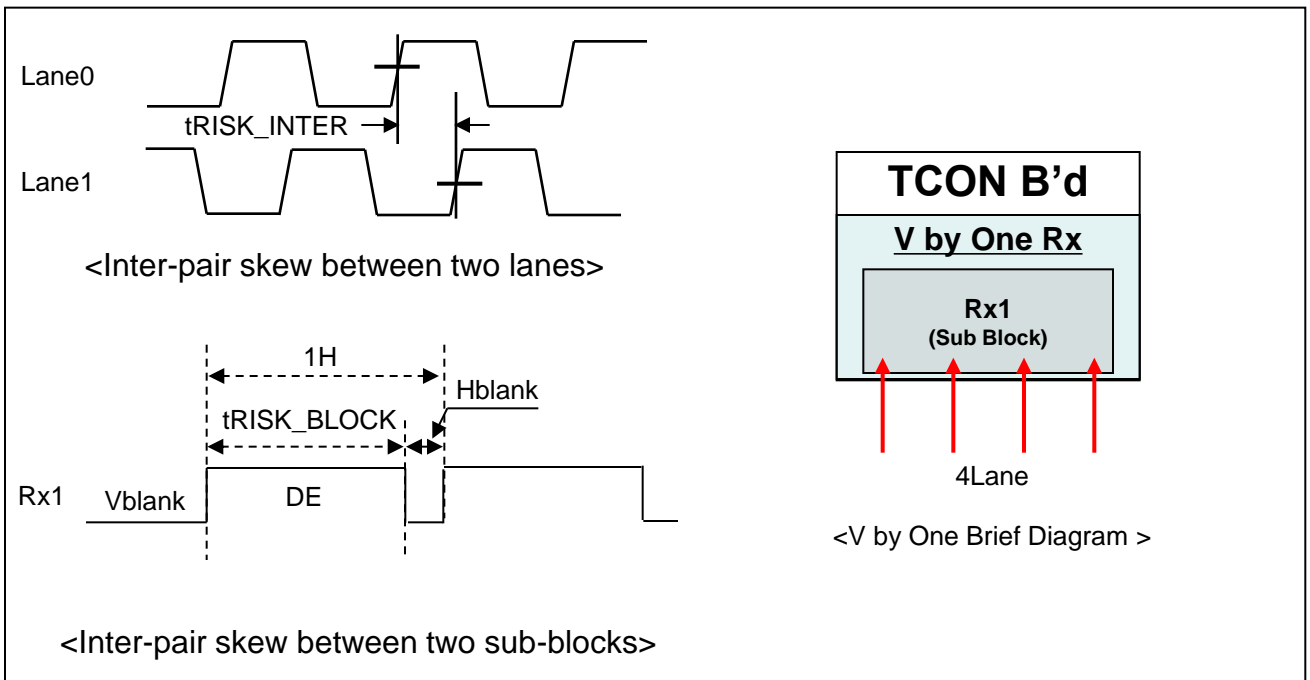 Lane0
tRISK_INTER
Lane1
<Inter-pair skew between two lanes>
1H
Hblank
tRISK_BLOCK
Rx1
Vblank
DE
<Inter-pair skew between two sub-blocks>
TCON B’d
V by One Rx
Rx1
(Sub Block)
4Lane
<V by One Brief Diagram >